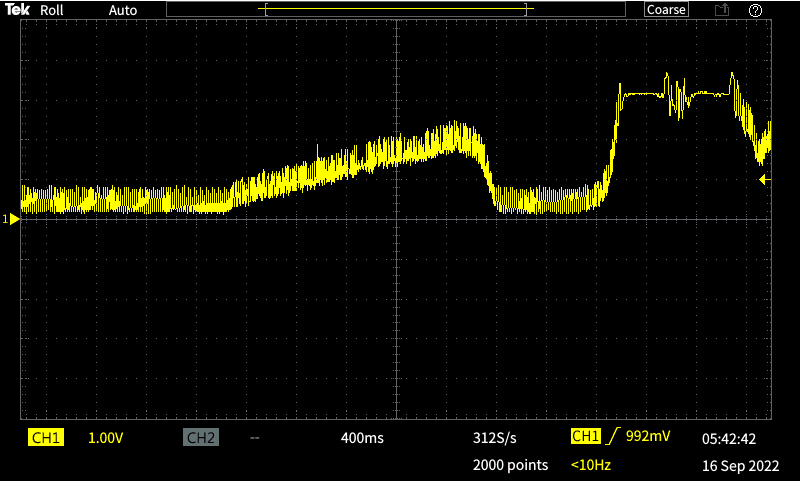 Tek Roll Auto Coarse ?
1
CH1 1.00V CH2 -- 400ms 312S/s CH1 992mV 05:42:42
2000 points <10Hz 16 Sep 2022